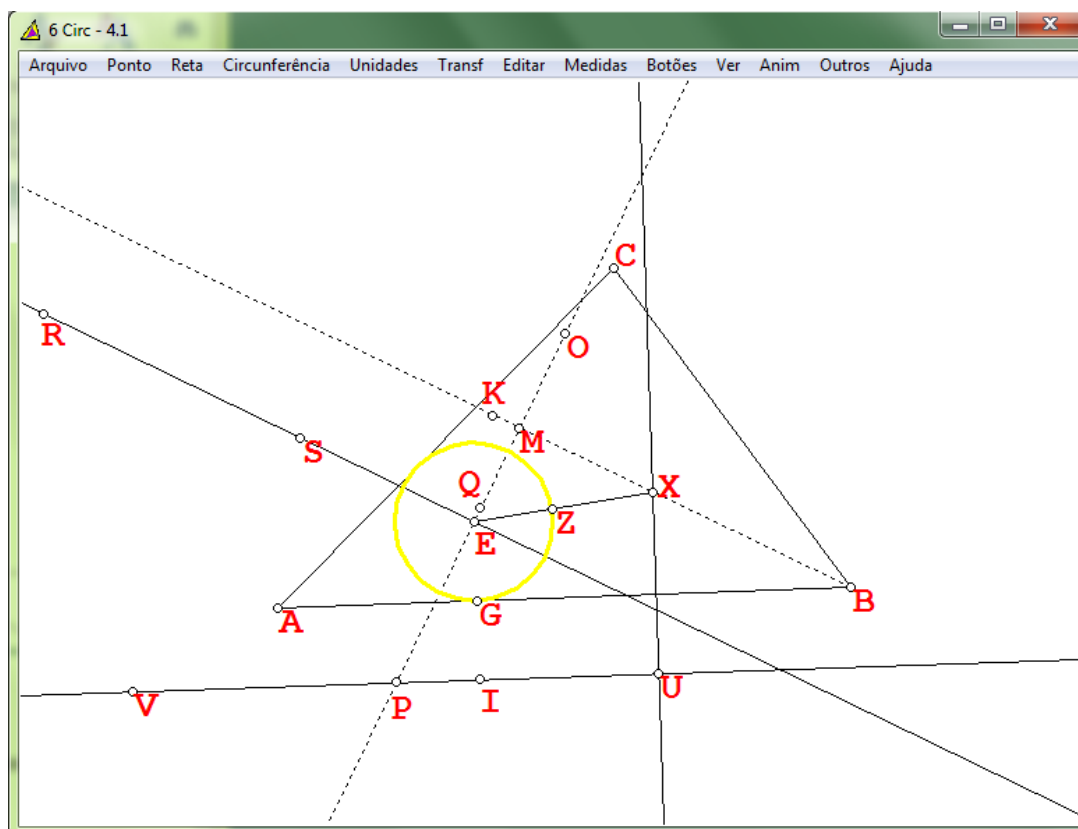 6 Circ - 4.1
Arquivo Ponto Reta Circunferência Unidades Transf Editar Medidas Botões Ver Anim Outros Ajuda
C
R
O
K
M
S
X
Q
Z
E
B
G
A
U
I
V
P